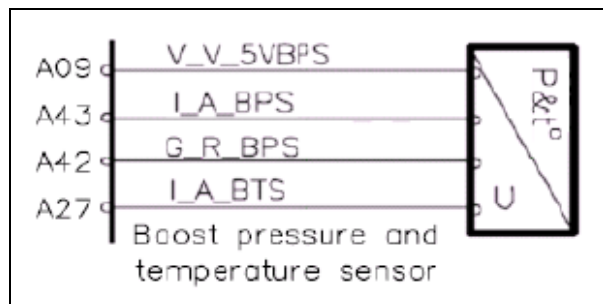 A09 V_V_5VBPS
A43 I_A_BPS
A42 G_R_BPS
A27 I_A_BTS
P&t°
U
Boost pressure and
temperature sensor